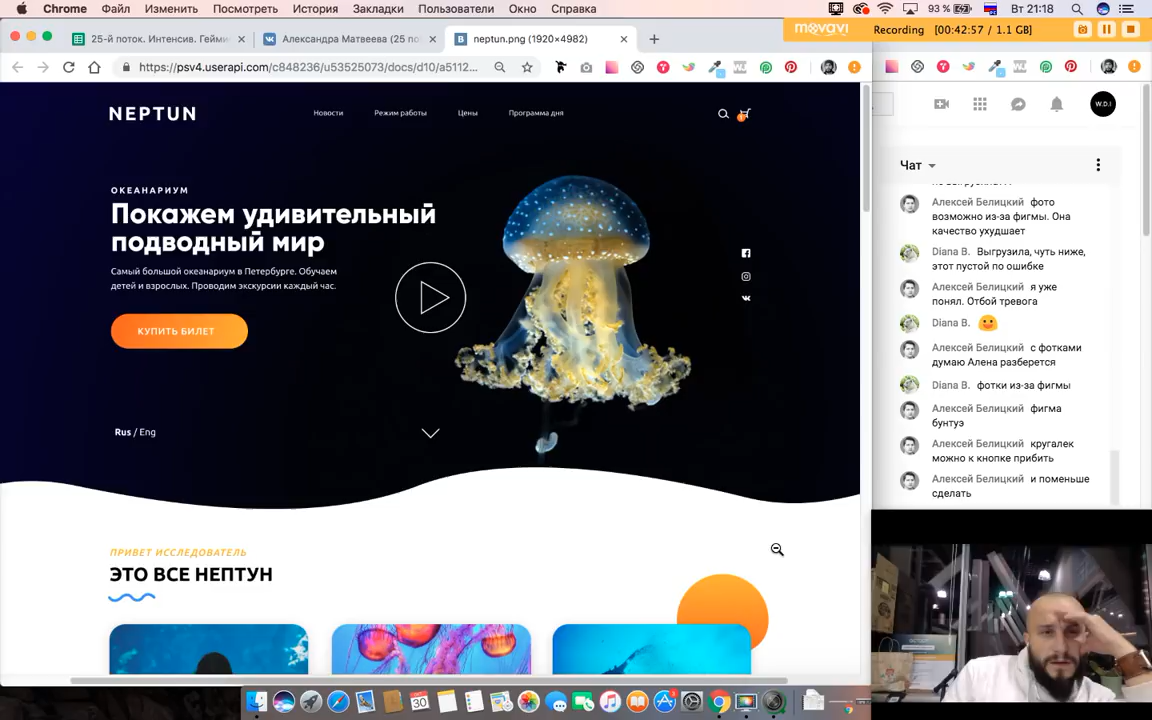 Chrome Файл Изменить Посмотреть История Закладки Пользователи Окно Справка
93 % Вт 21:18
25-й поток. Интенсив. Гейми
Александра Матвеева (25 по
neptun.png (1920×4982)
movavi Recording [00:42:57 / 1.1 GB]
https://psv4.userapi.com/c848236/u53525073/docs/d10/a5112...
NEPTUN
Новости Режим работы Цены Программа дня
ОКЕАНАРИУМ
Покажем удивительный
подводный мир
Самый большой океанариум в Петербурге. Обучаем
детей и взрослых. Проводим экскурсии каждый час.
КУПИТЬ БИЛЕТ
Rus / Eng
ПРИВЕТ ИССЛЕДОВАТЕЛЬ
ЭТО ВСЕ НЕПТУН
W.D.I
Чат
Алексей Белицкий фото
возможно из-за фигмы. Она
качество ухудшает
Diana B. Выгрузила, чуть ниже,
этот пустой по ошибке
Алексей Белицкий я уже
понял. Отбой тревога
Diana B.
Алексей Белицкий с фотками
думаю Алена разберется
Diana B. фотки из-за фигмы
Алексей Белицкий фигма
бунтуэ
Алексей Белицкий кругалек
можно к кнопке прибить
Алексей Белицкий и поменьше
сделать
30